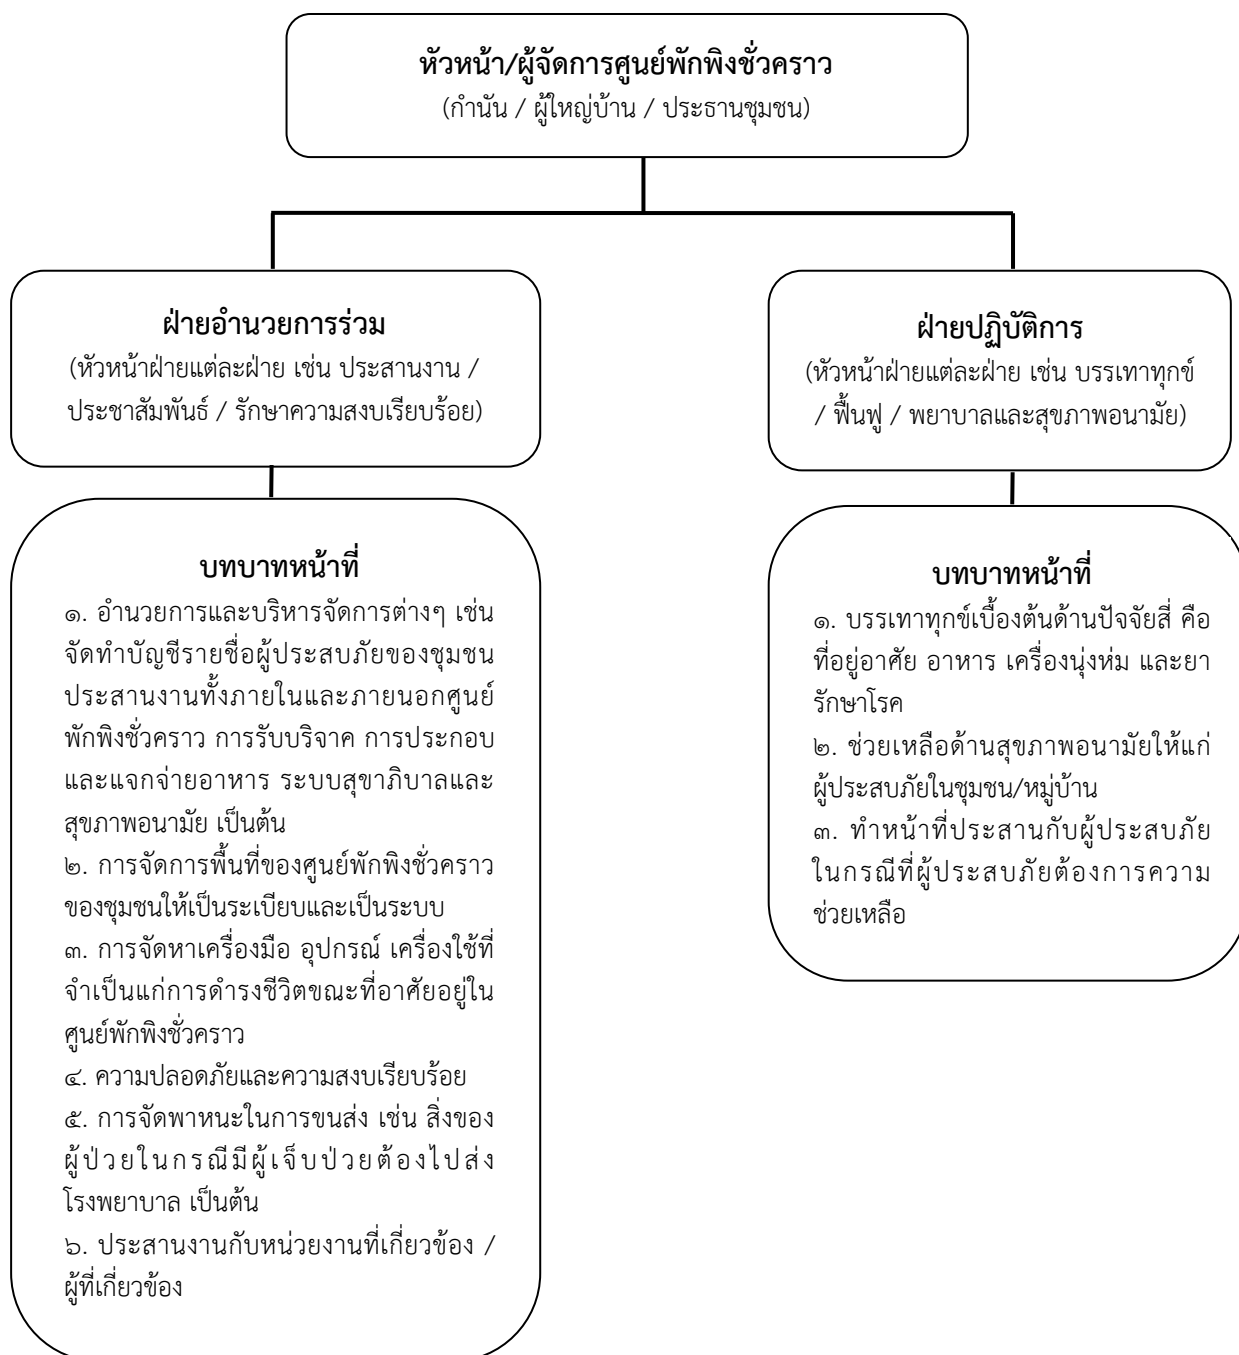 หัวหน้า/ผู้จัดการศูนย์พักพิงชั่วคราว
(กำนัน / ผู้ใหญ่บ้าน / ประธานชุมชน)
ฝ่ายอำนวยการร่วม
(หัวหน้าฝ่ายแต่ละฝ่าย เช่น ประสานงาน /
ประชาสัมพันธ์ / รักษาความสงบเรียบร้อย)
ฝ่ายปฏิบัติการ
(หัวหน้าฝ่ายแต่ละฝ่าย เช่น บรรเทาทุกข์
/ ฟื้นฟู / พยาบาลและสุขภาพอนามัย)
บทบาทหน้าที่
๑. อำนวยการและบริหารจัดการต่างๆ เช่น
จัดทำบัญชีรายชื่อผู้ประสบภัยของชุมชน
ประสานงานทั้งภายในและภายนอกศูนย์
พักพิงชั่วคราว การรับบริจาค การประกอบ
และแจกจ่ายอาหาร ระบบสุขาภิบาลและ
สุขภาพอนามัย เป็นต้น
๒. การจัดการพื้นที่ของศูนย์พักพิงชั่วคราว
ของชุมชนให้เป็นระเบียบและเป็นระบบ
๓. การจัดหาเครื่องมือ อุปกรณ์ เครื่องใช้ที่
จำเป็นแก่การดำรงชีวิตขณะที่อาศัยอยู่ใน
ศูนย์พักพิงชั่วคราว
๔. ความปลอดภัยและความสงบเรียบร้อย
๕. การจัดพาหนะในการขนส่ง เช่น สิ่งของ
ผู้ป่วยในกรณีมีผู้เจ็บป่วยต้องไปส่ง
โรงพยาบาล เป็นต้น
๖. ประสานงานกับหน่วยงานที่เกี่ยวข้อง /
ผู้ที่เกี่ยวข้อง
บทบาทหน้าที่
๑. บรรเทาทุกข์เบื้องต้นด้านปัจจัยสี่ คือ
ที่อยู่อาศัย อาหาร เครื่องนุ่งห่ม และยา
รักษาโรค
๒. ช่วยเหลือด้านสุขภาพอนามัยให้แก่
ผู้ประสบภัยในชุมชน/หมู่บ้าน
๓. ทำหน้าที่ประสานกับผู้ประสบภัย
ในกรณีที่ผู้ประสบภัยต้องการความ
ช่วยเหลือ